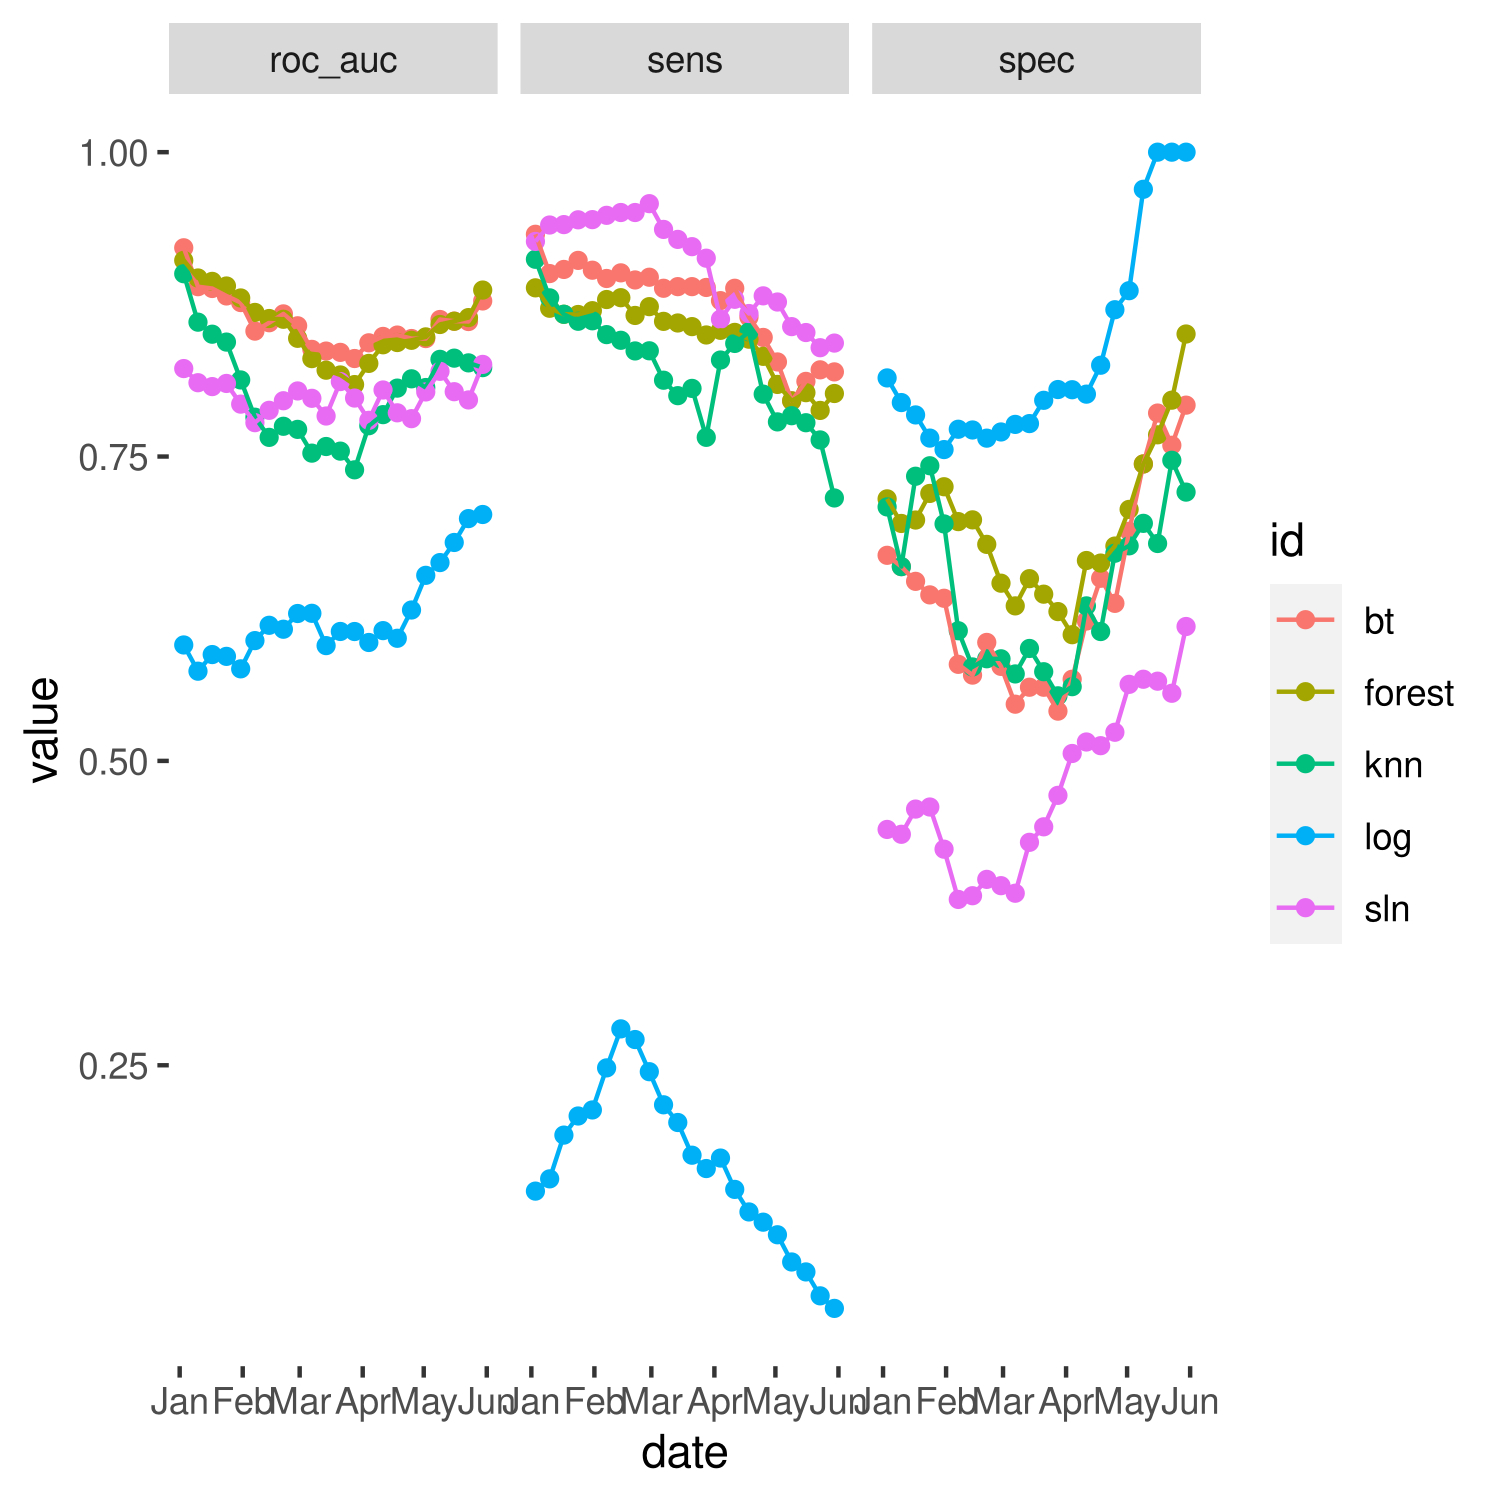 roc_auc sens spec
1.00
0.75
0.50
0.25
value
Jan Feb Mar Apr May Jun Jan Feb Mar Apr May Jun Jan Feb Mar Apr May Jun
date
id
bt
forest
knn
log
sln